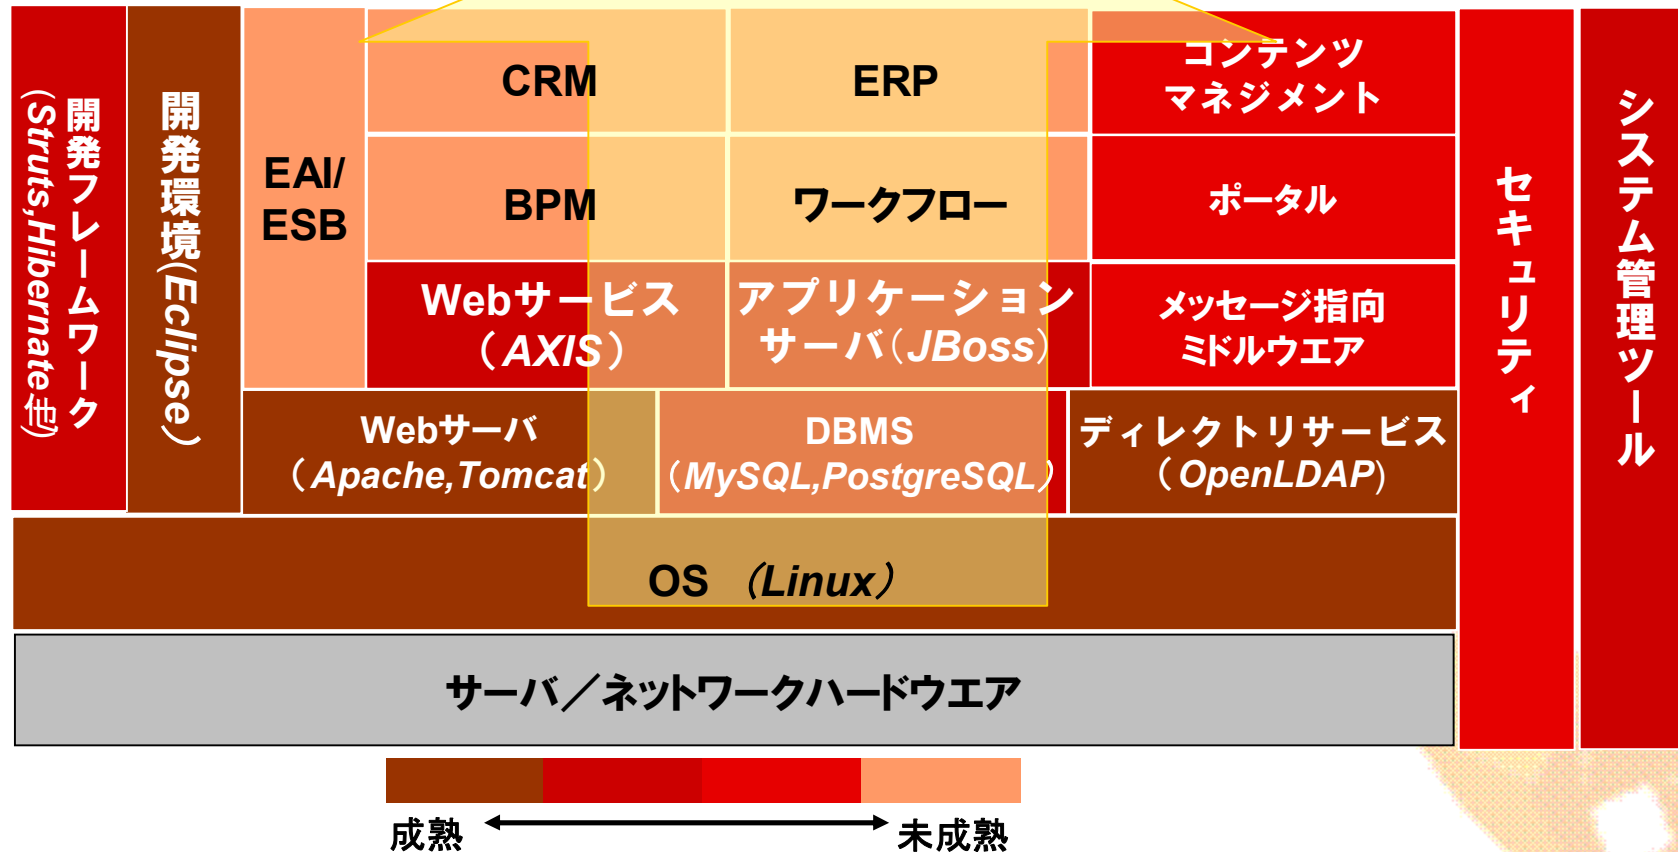 開発フレームワーク
(Struts,Hibernate他)
開発環境(Eclipse)
EAI/
ESB
CRM
ERP
コンテンツ
マネジメント
BPM
ワークフロー
ポータル
Webサービス
（AXIS）
アプリケーション
サーバ（JBoss）
メッセージ指向
ミドルウエア
Webサーバ
（Apache,Tomcat）
DBMS
（MySQL,PostgreSQL）
ディレクトリサービス
（OpenLDAP）
セキュリティ
システム管理ツール
OS （Linux）
サーバ／ネットワークハードウエア
成熟
未成熟